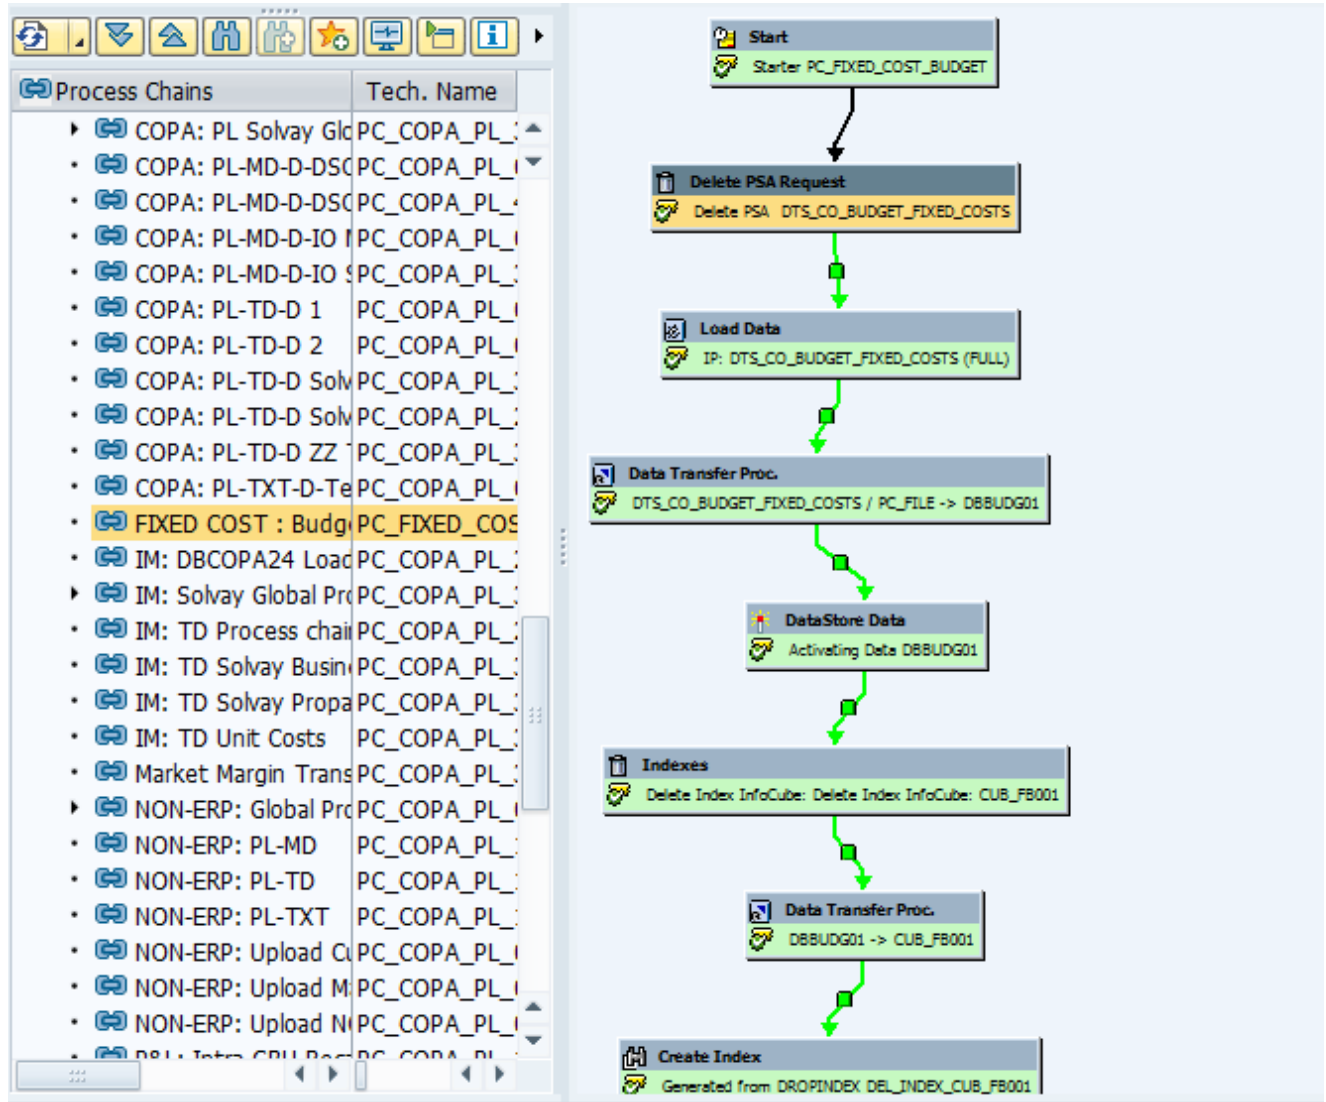 Process Chains Tech. Name
COPA: PL Solvay Glo PC_COPA_PL_
COPA: PL-MD-D-DSO PC_COPA_PL_
COPA: PL-MD-D-DSO PC_COPA_PL_
COPA: PL-MD-D-IO PC_COPA_PL_
COPA: PL-MD-D-IO PC_COPA_PL_
COPA: PL-TD-D 1 PC_COPA_PL_
COPA: PL-TD-D 2 PC_COPA_PL_
COPA: PL-TD-D Solv PC_COPA_PL_
COPA: PL-TD-D Solv PC_COPA_PL_
COPA: PL-TD-D ZZ PC_COPA_PL_
COPA: PL-TXT-D-Te PC_COPA_PL_
FIXED COST : Budg PC_FIXED_COS
IM: DBCOPA24 Load PC_COPA_PL_
IM: Solvay Global Pro PC_COPA_PL_
IM: TD Process chai PC_COPA_PL_
IM: TD Solvay Busin PC_COPA_PL_
IM: TD Solvay Propa PC_COPA_PL_
IM: TD Unit Costs PC_COPA_PL_
Market Margin Trans PC_COPA_PL_
NON-ERP: Global Pro PC_COPA_PL_
NON-ERP: PL-MD PC_COPA_PL_
NON-ERP: PL-TD PC_COPA_PL_
NON-ERP: PL-TXT PC_COPA_PL_
NON-ERP: Upload Cu PC_COPA_PL_
NON-ERP: Upload M PC_COPA_PL_
NON-ERP: Upload N PC_COPA_PL_
Start
Starter PC_FIXED_COST_BUDGET
Delete PSA Request
Delete PSA DTS_CO_BUDGET_FIXED_COSTS
Load Data
IP: DTS_CO_BUDGET_FIXED_COSTS (FULL)
Data Transfer Proc.
DTS_CO_BUDGET_FIXED_COSTS / PC_FILE -> DBBUDG01
DataStore Data
Activating Data DBBUDG01
Indexes
Delete Index InfoCube: Delete Index InfoCube: CUB_FB001
Data Transfer Proc.
DBBUDG01 -> CUB_FB001
Create Index
Generated from DROPINDEX DEL_INDEX_CUB_FB001